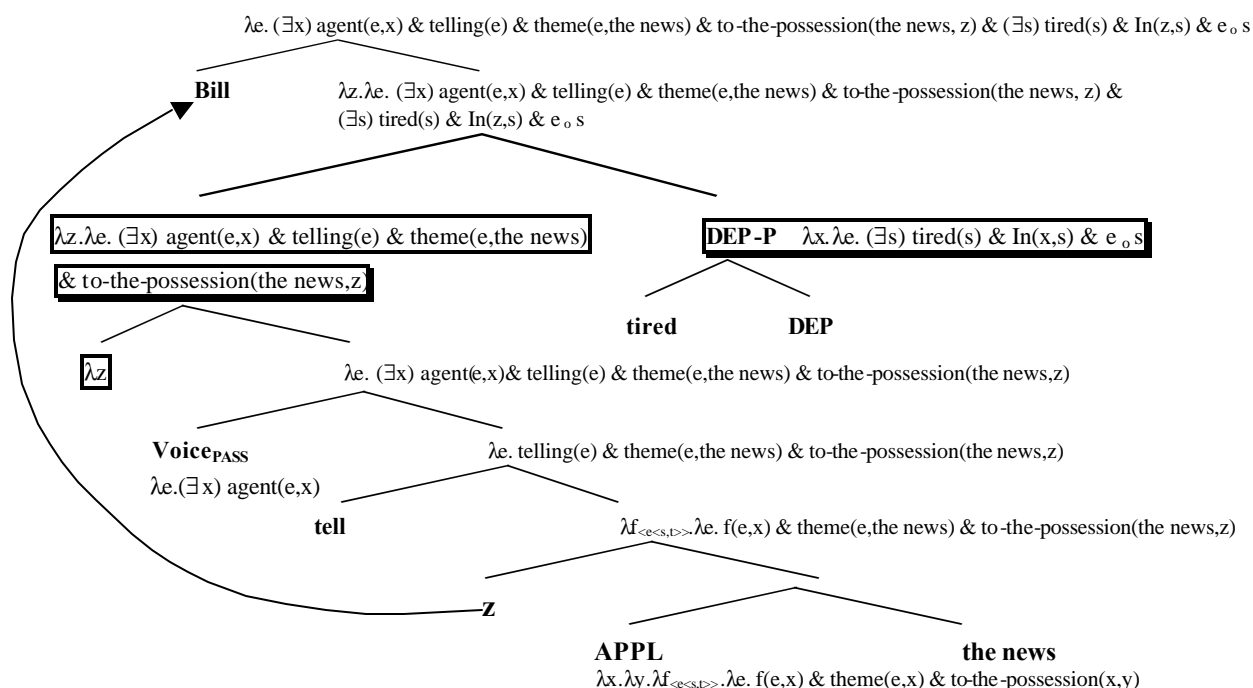 λe. (∃x) agent(e,x) & telling(e) & theme(e,the news) & to-the-possession(the news, z) & (∃s) tired(s) & In(z,s) & e o s
Bill
λz.λe. (∃x) agent(e,x) & telling(e) & theme(e,the news) & to-the-possession(the news, z) &
(∃s) tired(s) & In(z,s) & e o s
λz.λe. (∃x) agent(e,x) & telling(e) & theme(e,the news)
& to-the-possession(the news,z)
DEP-P λx.λe. (∃s) tired(s) & In(x,s) & e o s
tired DEP
λz
λe. (∃x) agent(e,x)& telling(e) & theme(e,the news) & to-the-possession(the news,z)
VoicePASS
λe.(∃x) agent(e,x)
λe. telling(e) & theme(e,the news) & to-the-possession(the news,z)
tell
λf<e<s,t>>.λe. f(e,x) & theme(e,the news) & to-the-possession(the news,z)
z
APPL the news
λx.λy.λf<e<s,t>>.λe. f(e,x) & theme(e,x) & to-the-possession(x,y)